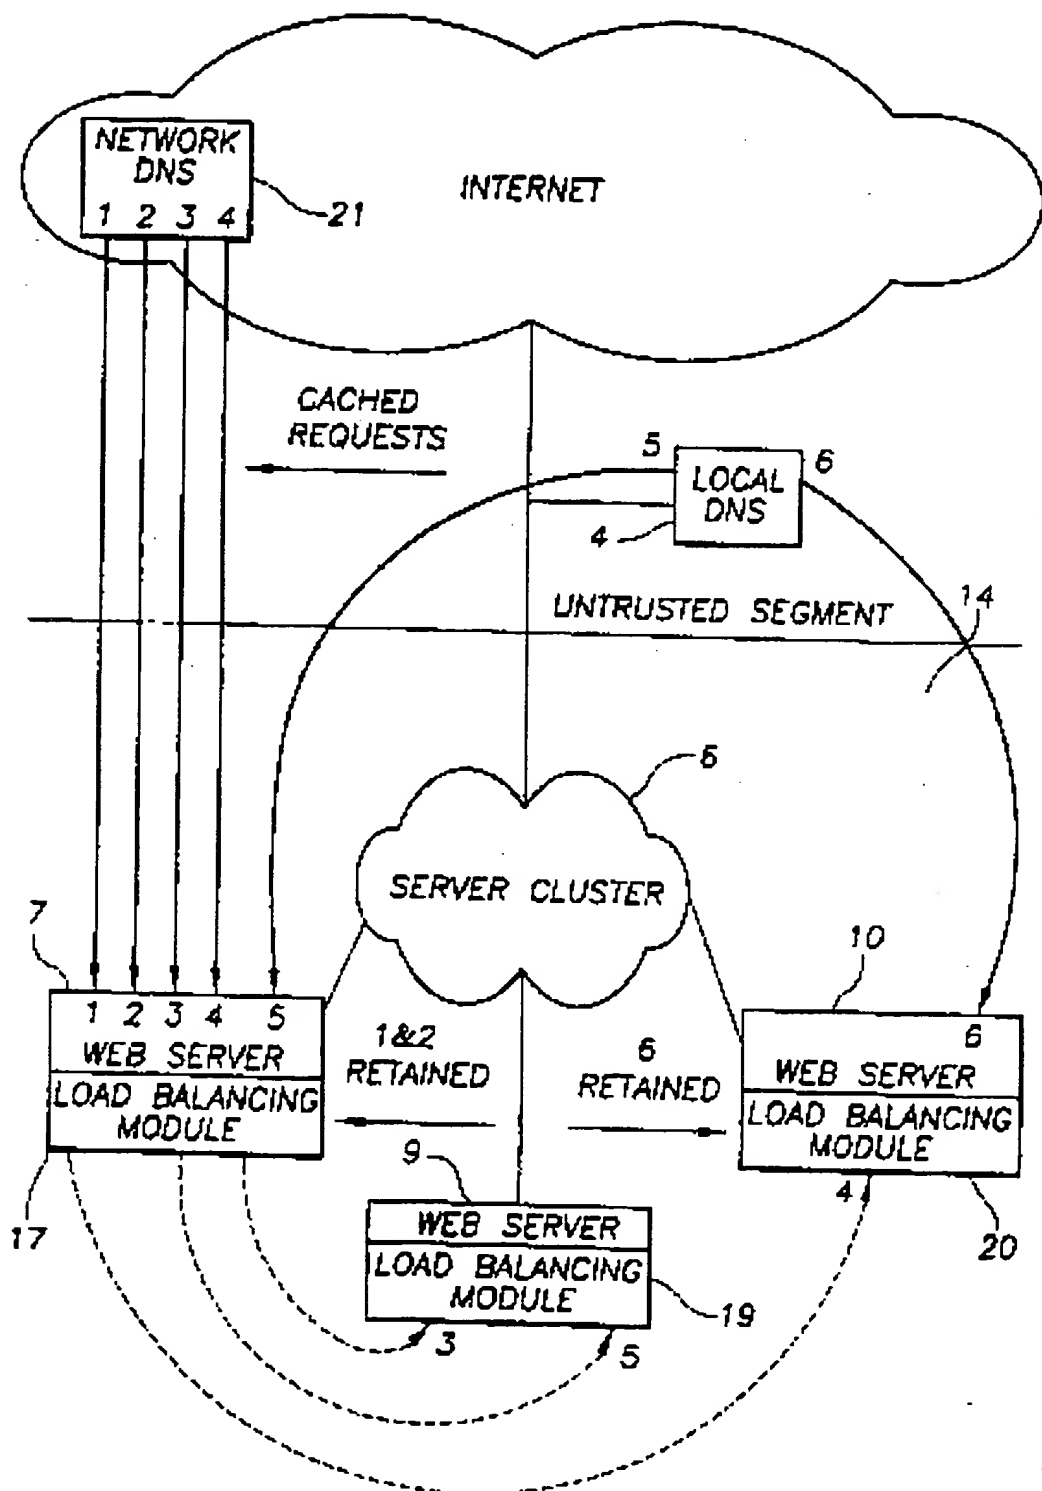 NETWORK
DNS
1 2 3 4
21
INTERNET
CACHED
REQUESTS
5
LOCAL
DNS
6
4
UNTRUSTED SEGMENT
14
6
SERVER CLUSTER
7
10
1 2 3 4 5
WEB SERVER
LOAD BALANCING
MODULE
17
1&2
RETAINED
6
RETAINED
6
WEB SERVER
LOAD BALANCING
MODULE
4
20
9
WEB SERVER
LOAD BALANCING
MODULE
19
3
5